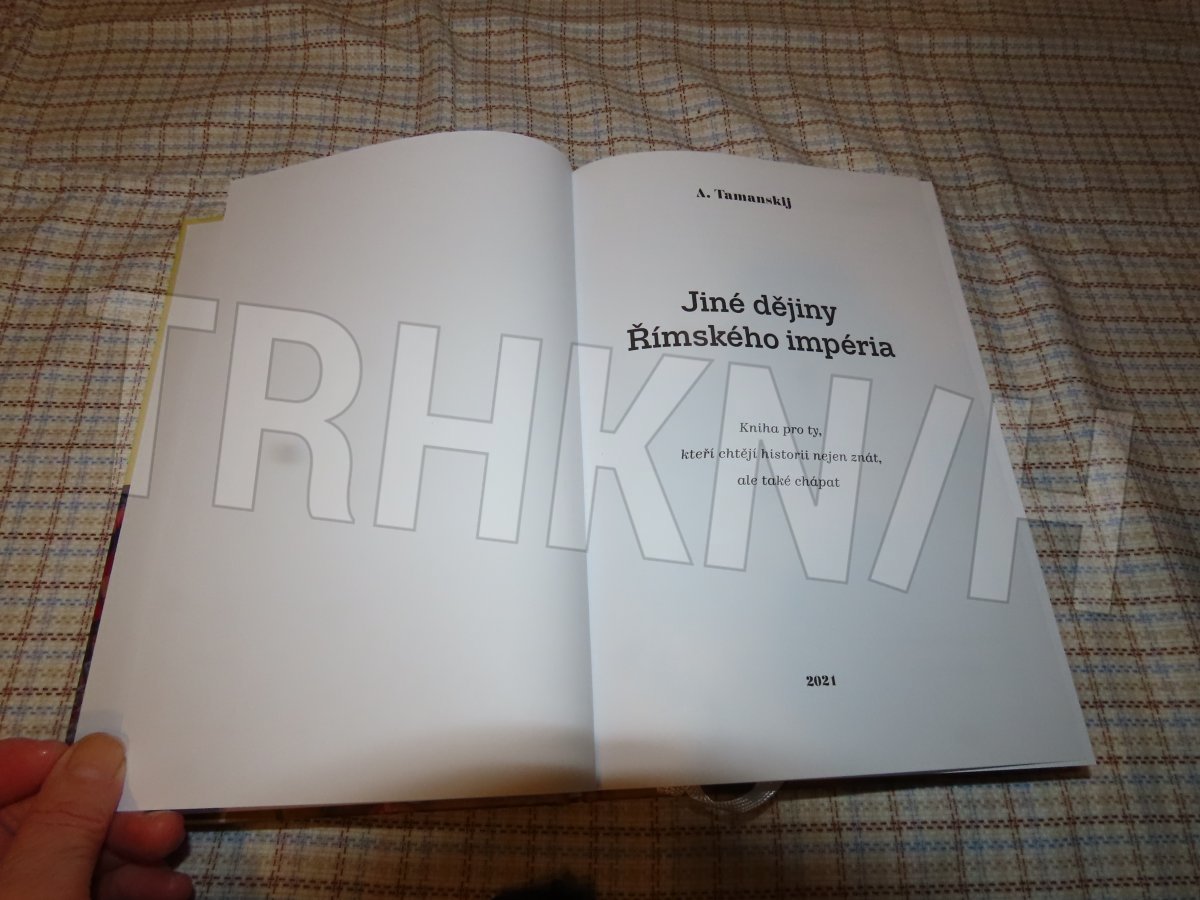 A. Tamanskij
Jiné dějiny
Římského impéria
Kniha pro ty,
kteří chtějí historii nejen znát,
ale také chápat
2021
TRHKNIH